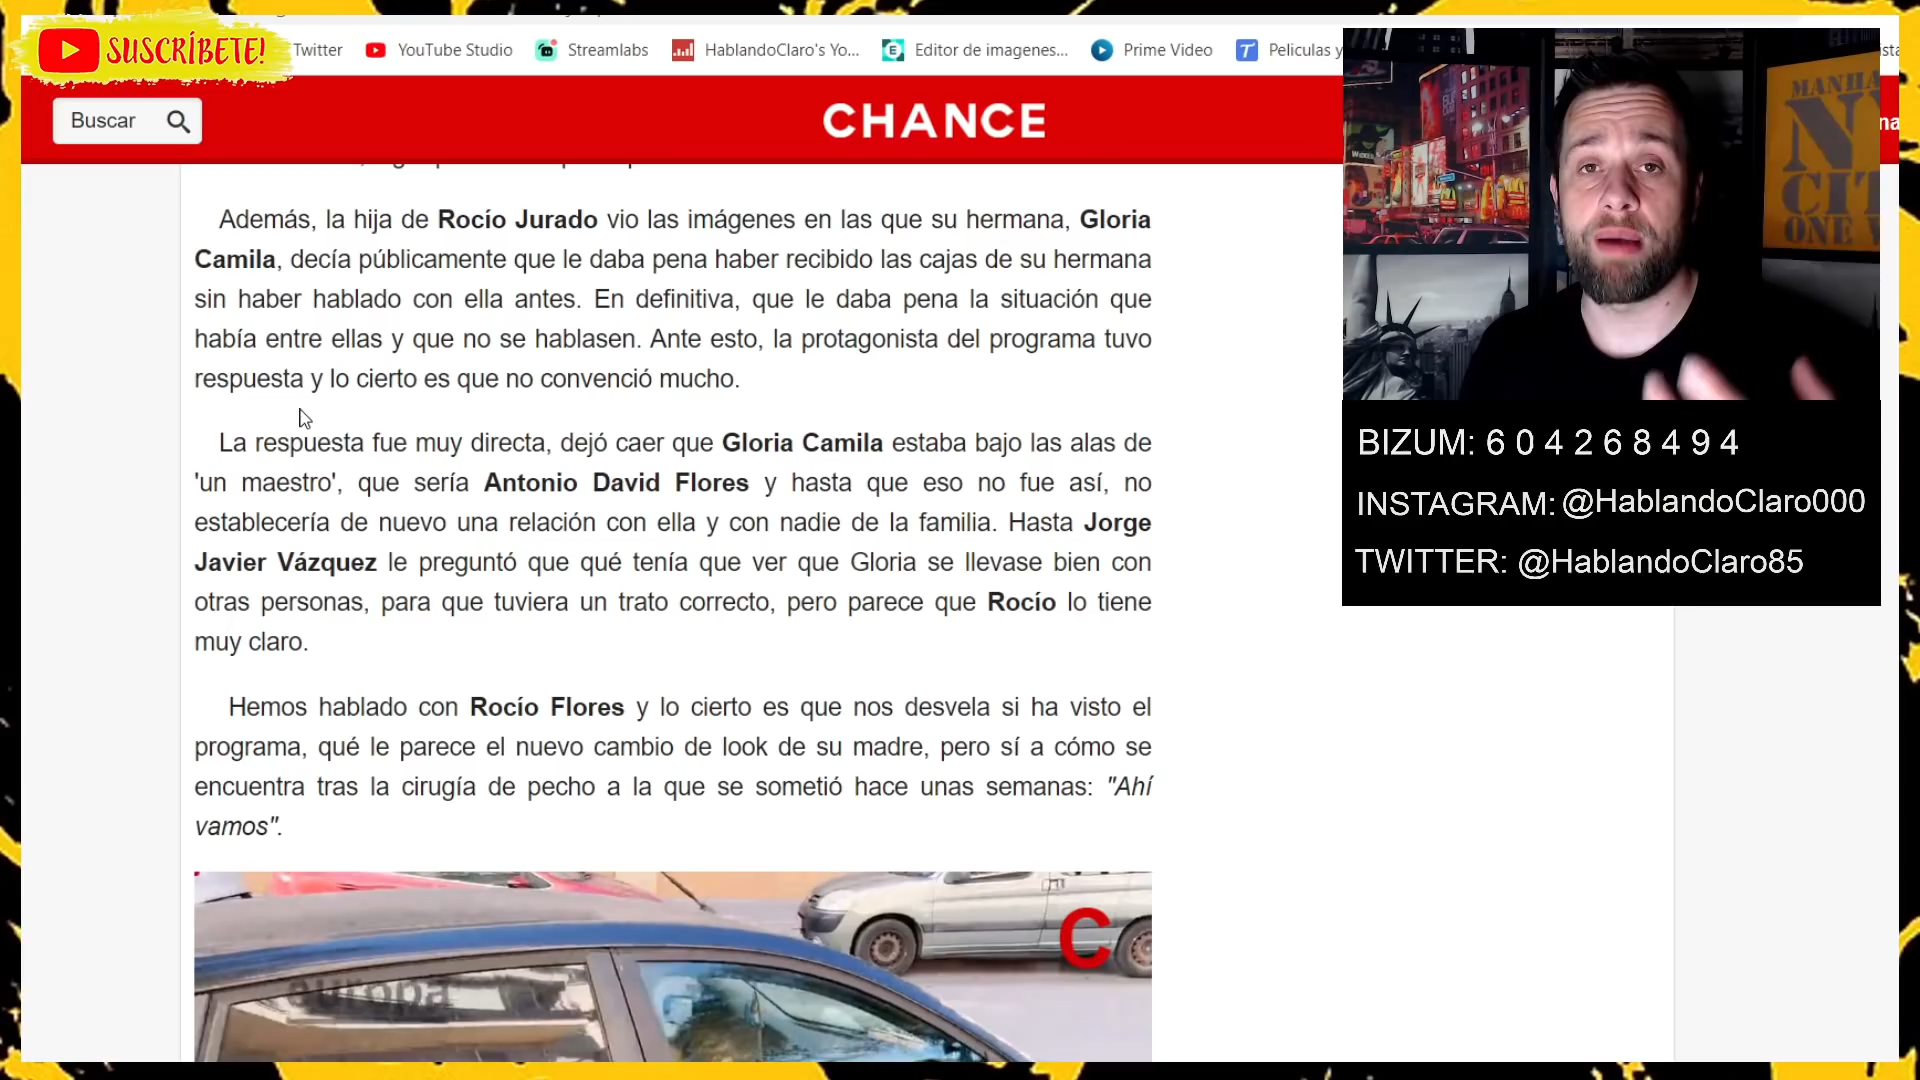 SUSCRÍBETE!
Twitter
YouTube Studio
Streamlabs
HablandoClaro's Yo...
Editor de imagenes...
Prime Video
Peliculas y
Buscar
CHANCE
Además, la hija de Rocío Jurado vio las imágenes en las que su hermana, Gloria
Camila, decía públicamente que le daba pena haber recibido las cajas de su hermana
sin haber hablado con ella antes. En definitiva, que le daba pena la situación que
había entre ellas y que no se hablasen. Ante esto, la protagonista del programa tuvo
respuesta y lo cierto es que no convenció mucho.
La respuesta fue muy directa, dejó caer que Gloria Camila estaba bajo las alas de
'un maestro', que sería Antonio David Flores y hasta que eso no fue así, no
establecería de nuevo una relación con ella y con nadie de la familia. Hasta Jorge
Javier Vázquez le preguntó que qué tenía que ver que Gloria se llevase bien con
otras personas, para que tuviera un trato correcto, pero parece que Rocío lo tiene
muy claro.
Hemos hablado con Rocío Flores y lo cierto es que nos desvela si ha visto el
programa, qué le parece el nuevo cambio de look de su madre, pero sí a cómo se
encuentra tras la cirugía de pecho a la que se sometió hace unas semanas: "Ahí
vamos".
C
MANHA
NY
CIT
ONE W
BIZUM: 6 0 4 2 6 8 4 9 4
INSTAGRAM: @HablandoClaro000
TWITTER: @HablandoClaro85